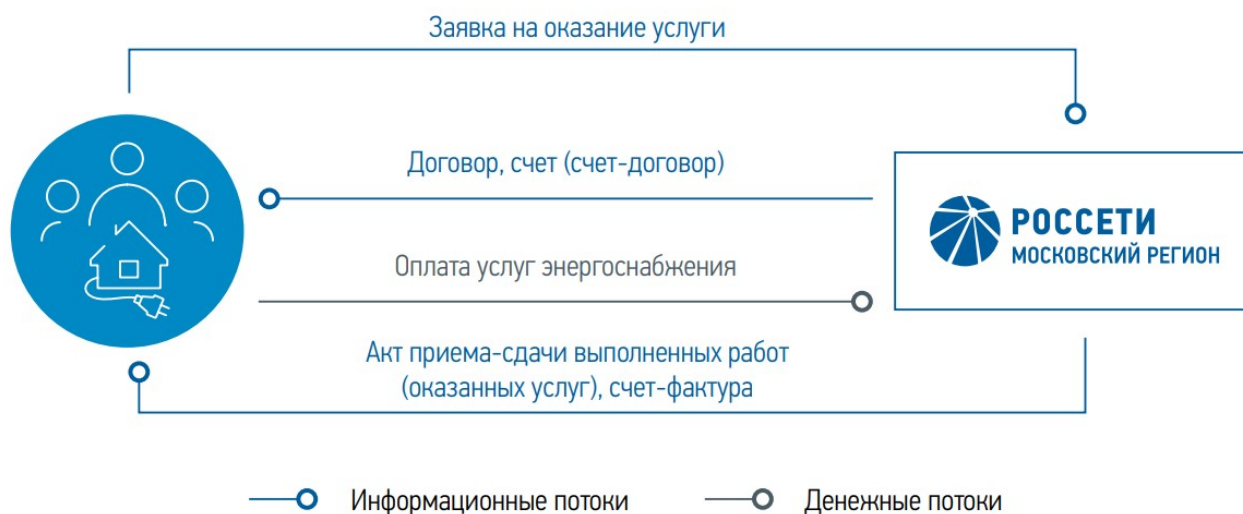 Заявка на оказание услуги
Договор, счет (счет-договор)
РОССЕТИ
МОСКОВСКИЙ РЕГИОН
Оплата услуг энергоснабжения
Акт приема-сдачи выполненных работ
(оказанных услуг), счет-фактура
Информационные потоки
Денежные потоки